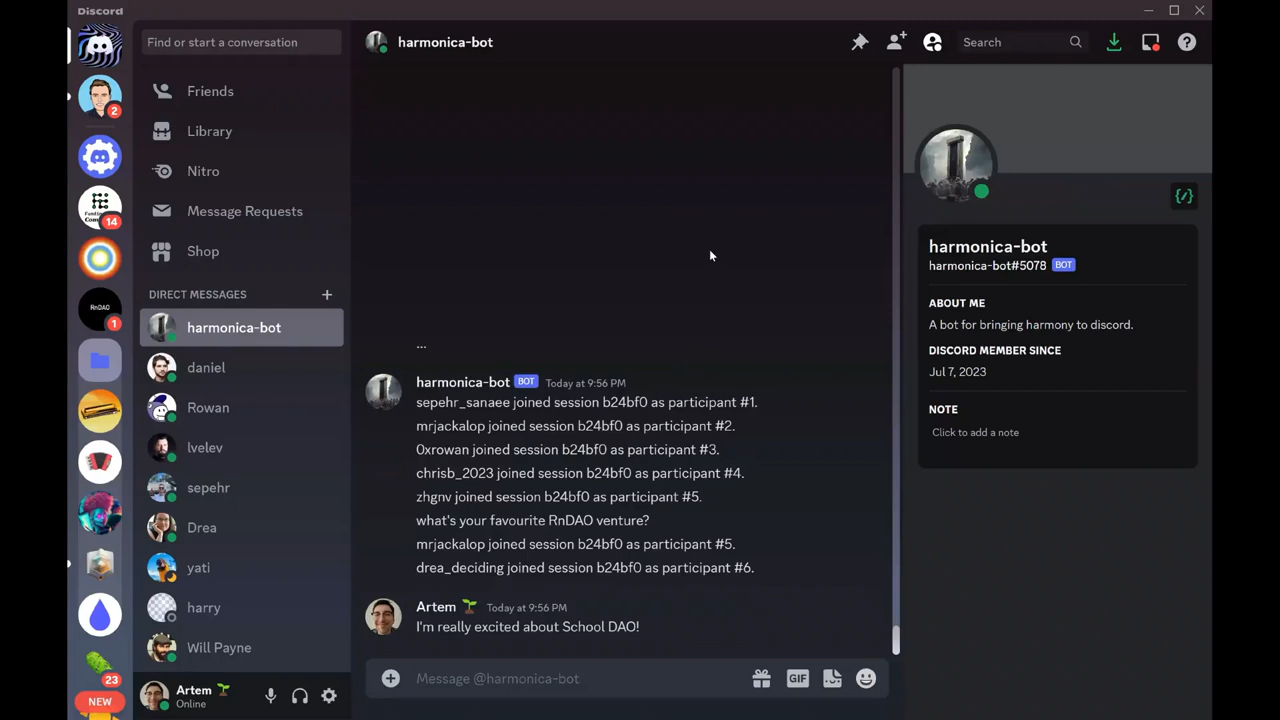 Discord
Find or start a conversation
harmonica-bot
Search
2
Friends
Library
Nitro
14
Message Requests
Shop
DIRECT MESSAGES
RnDAO
1
harmonica-bot
daniel
Rowan
lvelev
sepehr
Drea
yati
harry
Will Payne
23
NEW
Artem
Online
...
harmonica-bot BOT Today at 9:56 PM
sepehr_sanaee joined session b24bf0 as participant #1.
mrjackalop joined session b24bf0 as participant #2.
0xrowan joined session b24bf0 as participant #3.
chrisb_2023 joined session b24bf0 as participant #4.
zhgnv joined session b24bf0 as participant #5.
what's your favourite RnDAO venture?
mrjackalop joined session b24bf0 as participant #5.
drea_deciding joined session b24bf0 as participant #6.
Artem Today at 9:56 PM
I'm really excited about School DAO!
Message @harmonica-bot
GIF
harmonica-bot
harmonica-bot#5078 BOT
ABOUT ME
A bot for bringing harmony to discord.
DISCORD MEMBER SINCE
Jul 7, 2023
NOTE
Click to add a note